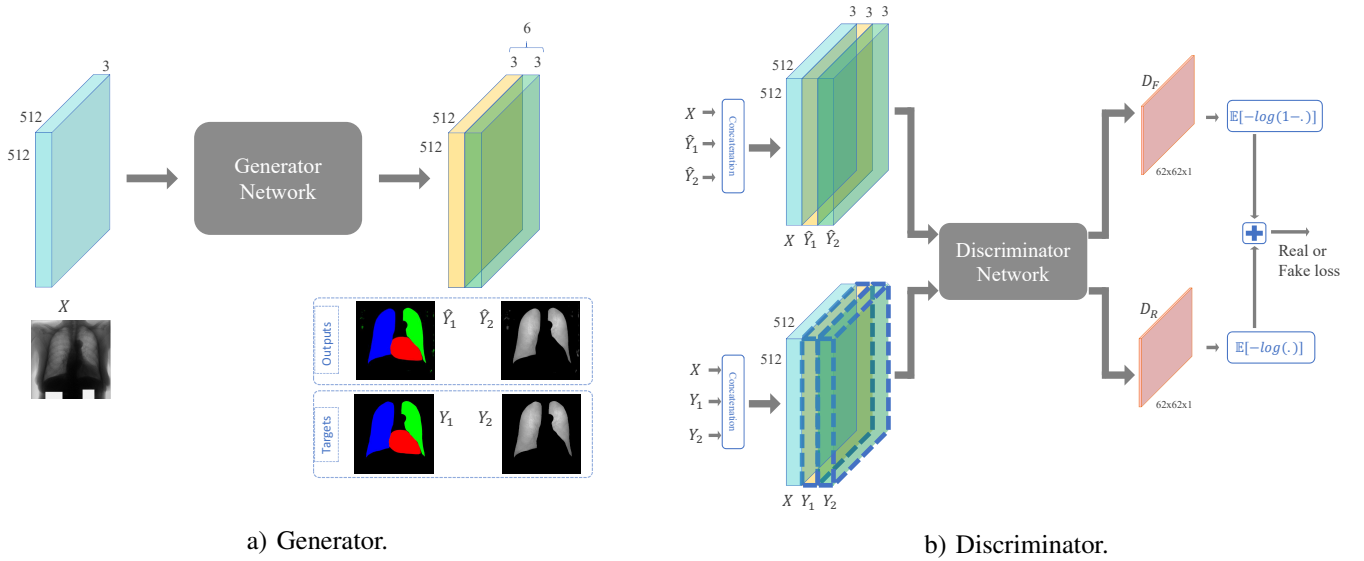 3
512
512
X
Generator
Network
6
3 3
512
512
Outputs
Ŷ₁ Ŷ₂
Targets
Y₁ Y₂
a) Generator.
3 3 3
512
512
X
Ŷ₁
Ŷ₂
Concatenation
X Ŷ₁ Ŷ₂
512
512
X
Y₁
Y₂
Concatenation
X Y₁ Y₂
Discriminator
Network
D_F
62x62x1
𝔼[−log(1−.)]
Real or
Fake loss
D_R
62x62x1
𝔼[−log(.)]
b) Discriminator.